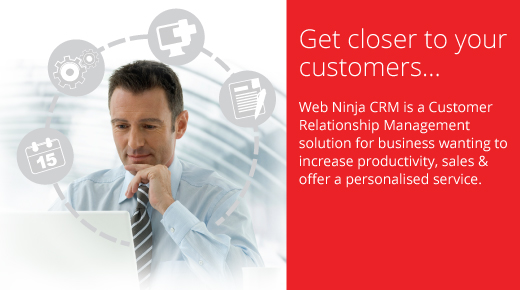 15
Get closer to your
customers...
Web Ninja CRM is a Customer
Relationship Management
solution for business wanting to
increase productivity, sales &
offer a personalised service.